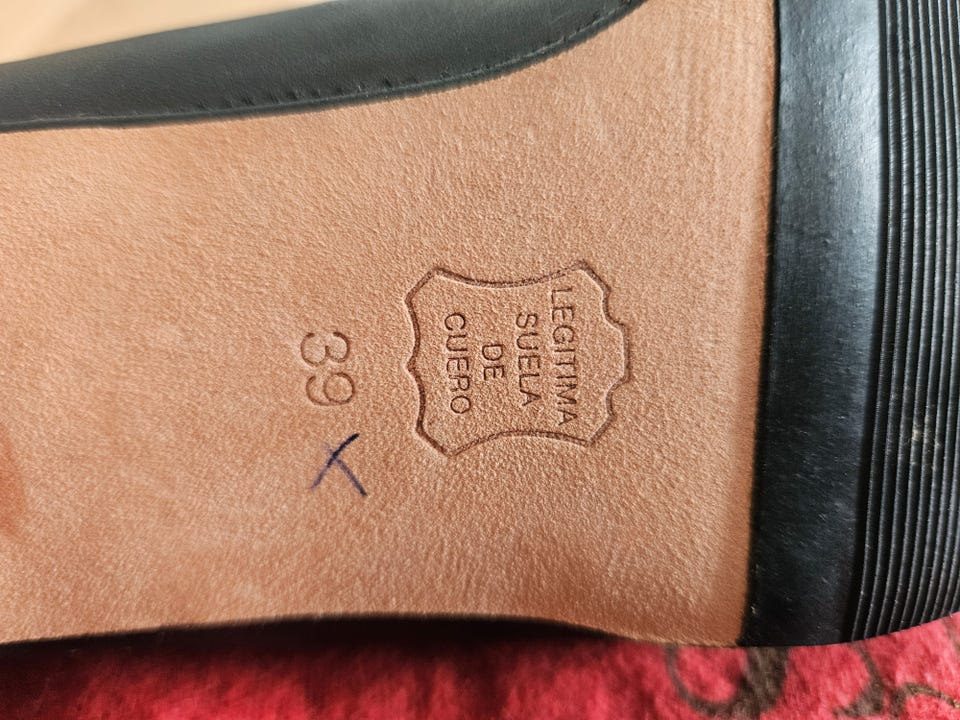 LEGITIMA
SUELA
DE
CUERO
39
X